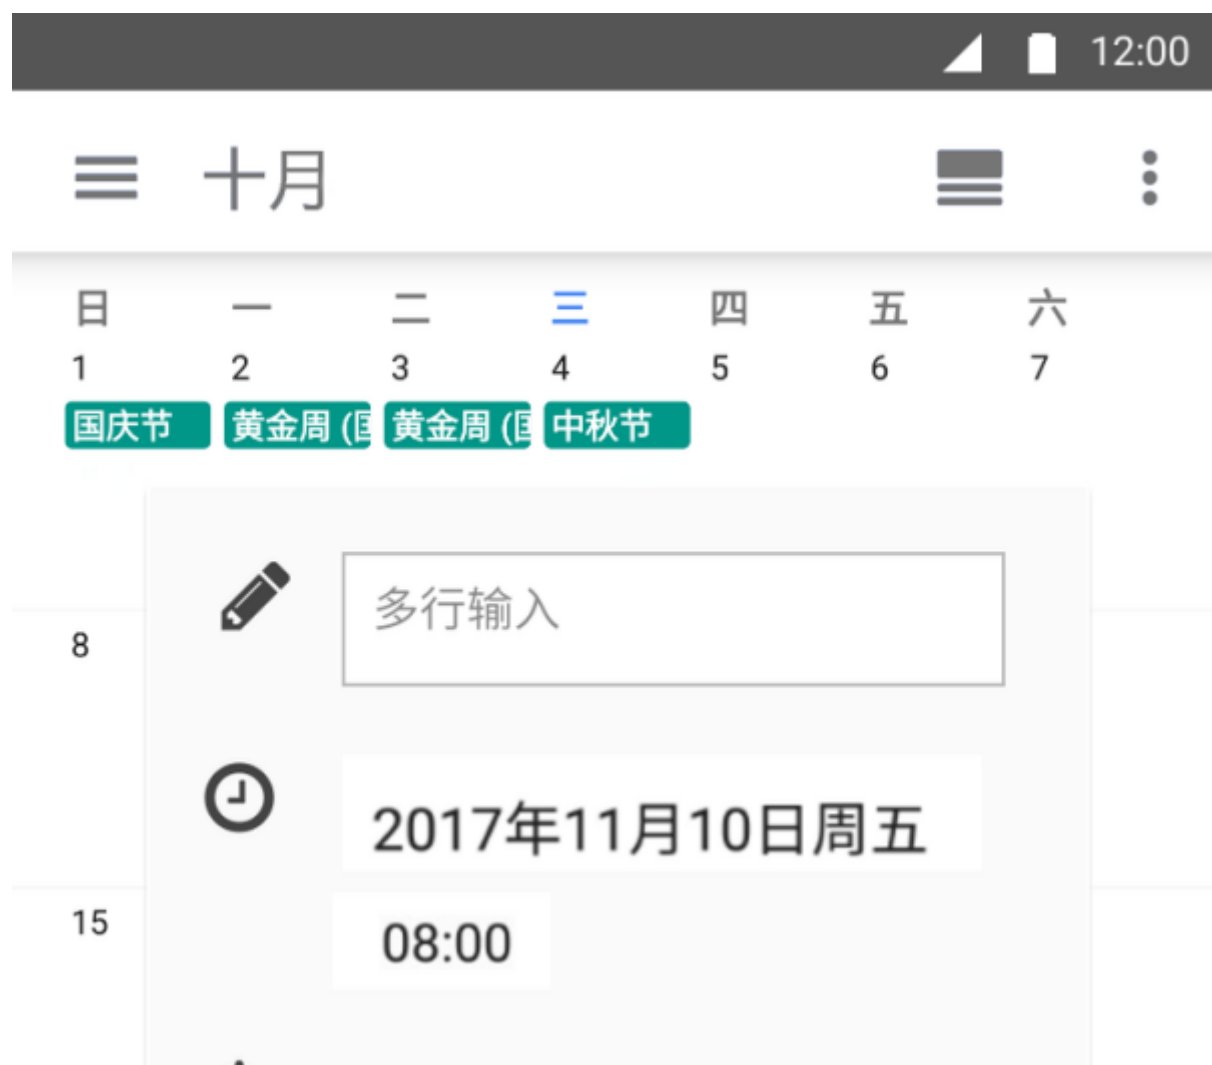 12:00
十月
日 一 二 三 四 五 六
1 2 3 4 5 6 7
国庆节 黄金周 (国 黄金周 (国 中秋节
多行输入
8
2017年11月10日周五
15
08:00